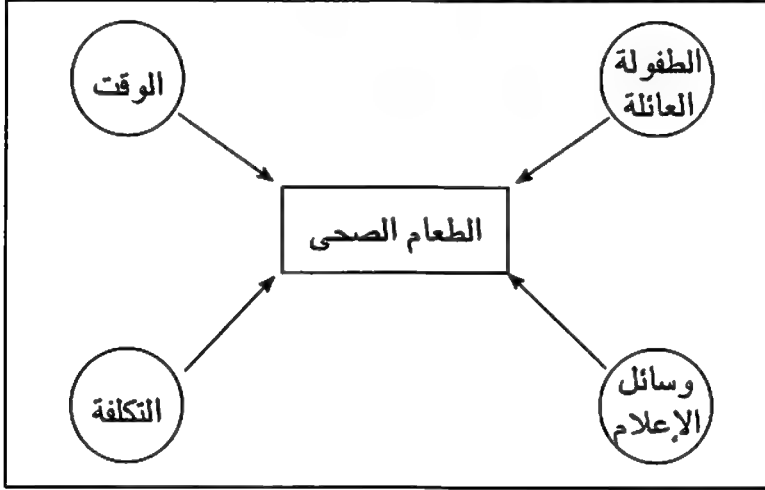 الطفولة
العائلة
الوقت
الطعام الصحى
وسائل
الإعلام
التكلفة